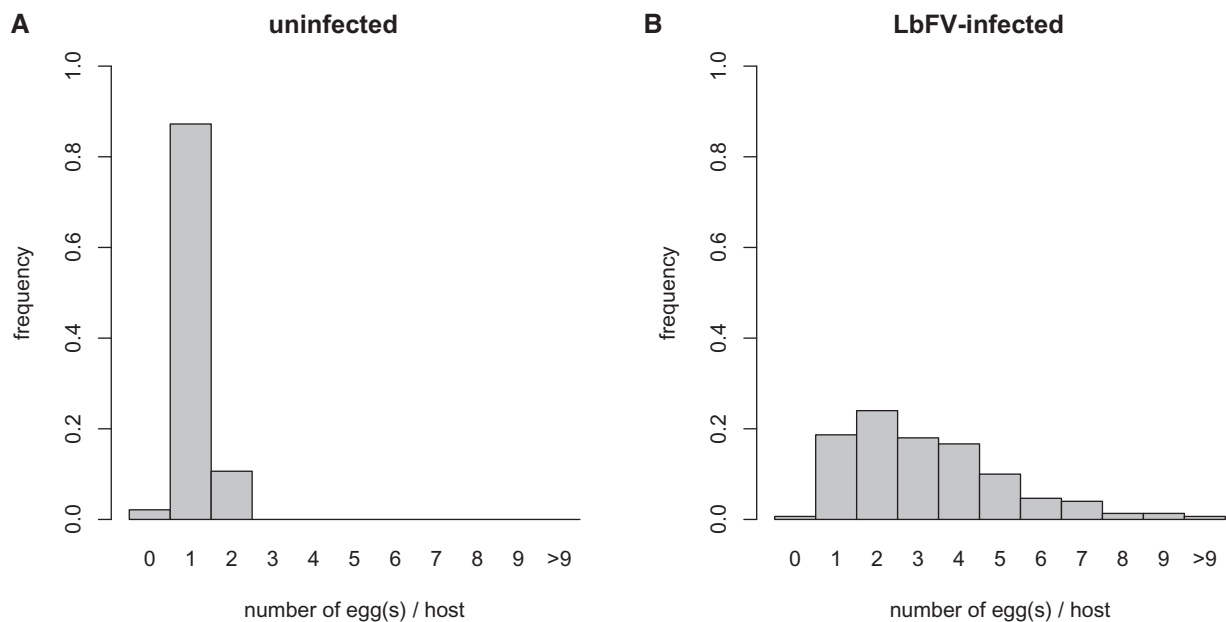 A
uninfected
1.0
0.8
0.6
0.4
0.2
0.0
frequency
0 1 2 3 4 5 6 7 8 9 >9
number of egg(s) / host
B
LbFV-infected
1.0
0.8
0.6
0.4
0.2
0.0
frequency
0 1 2 3 4 5 6 7 8 9 >9
number of egg(s) / host